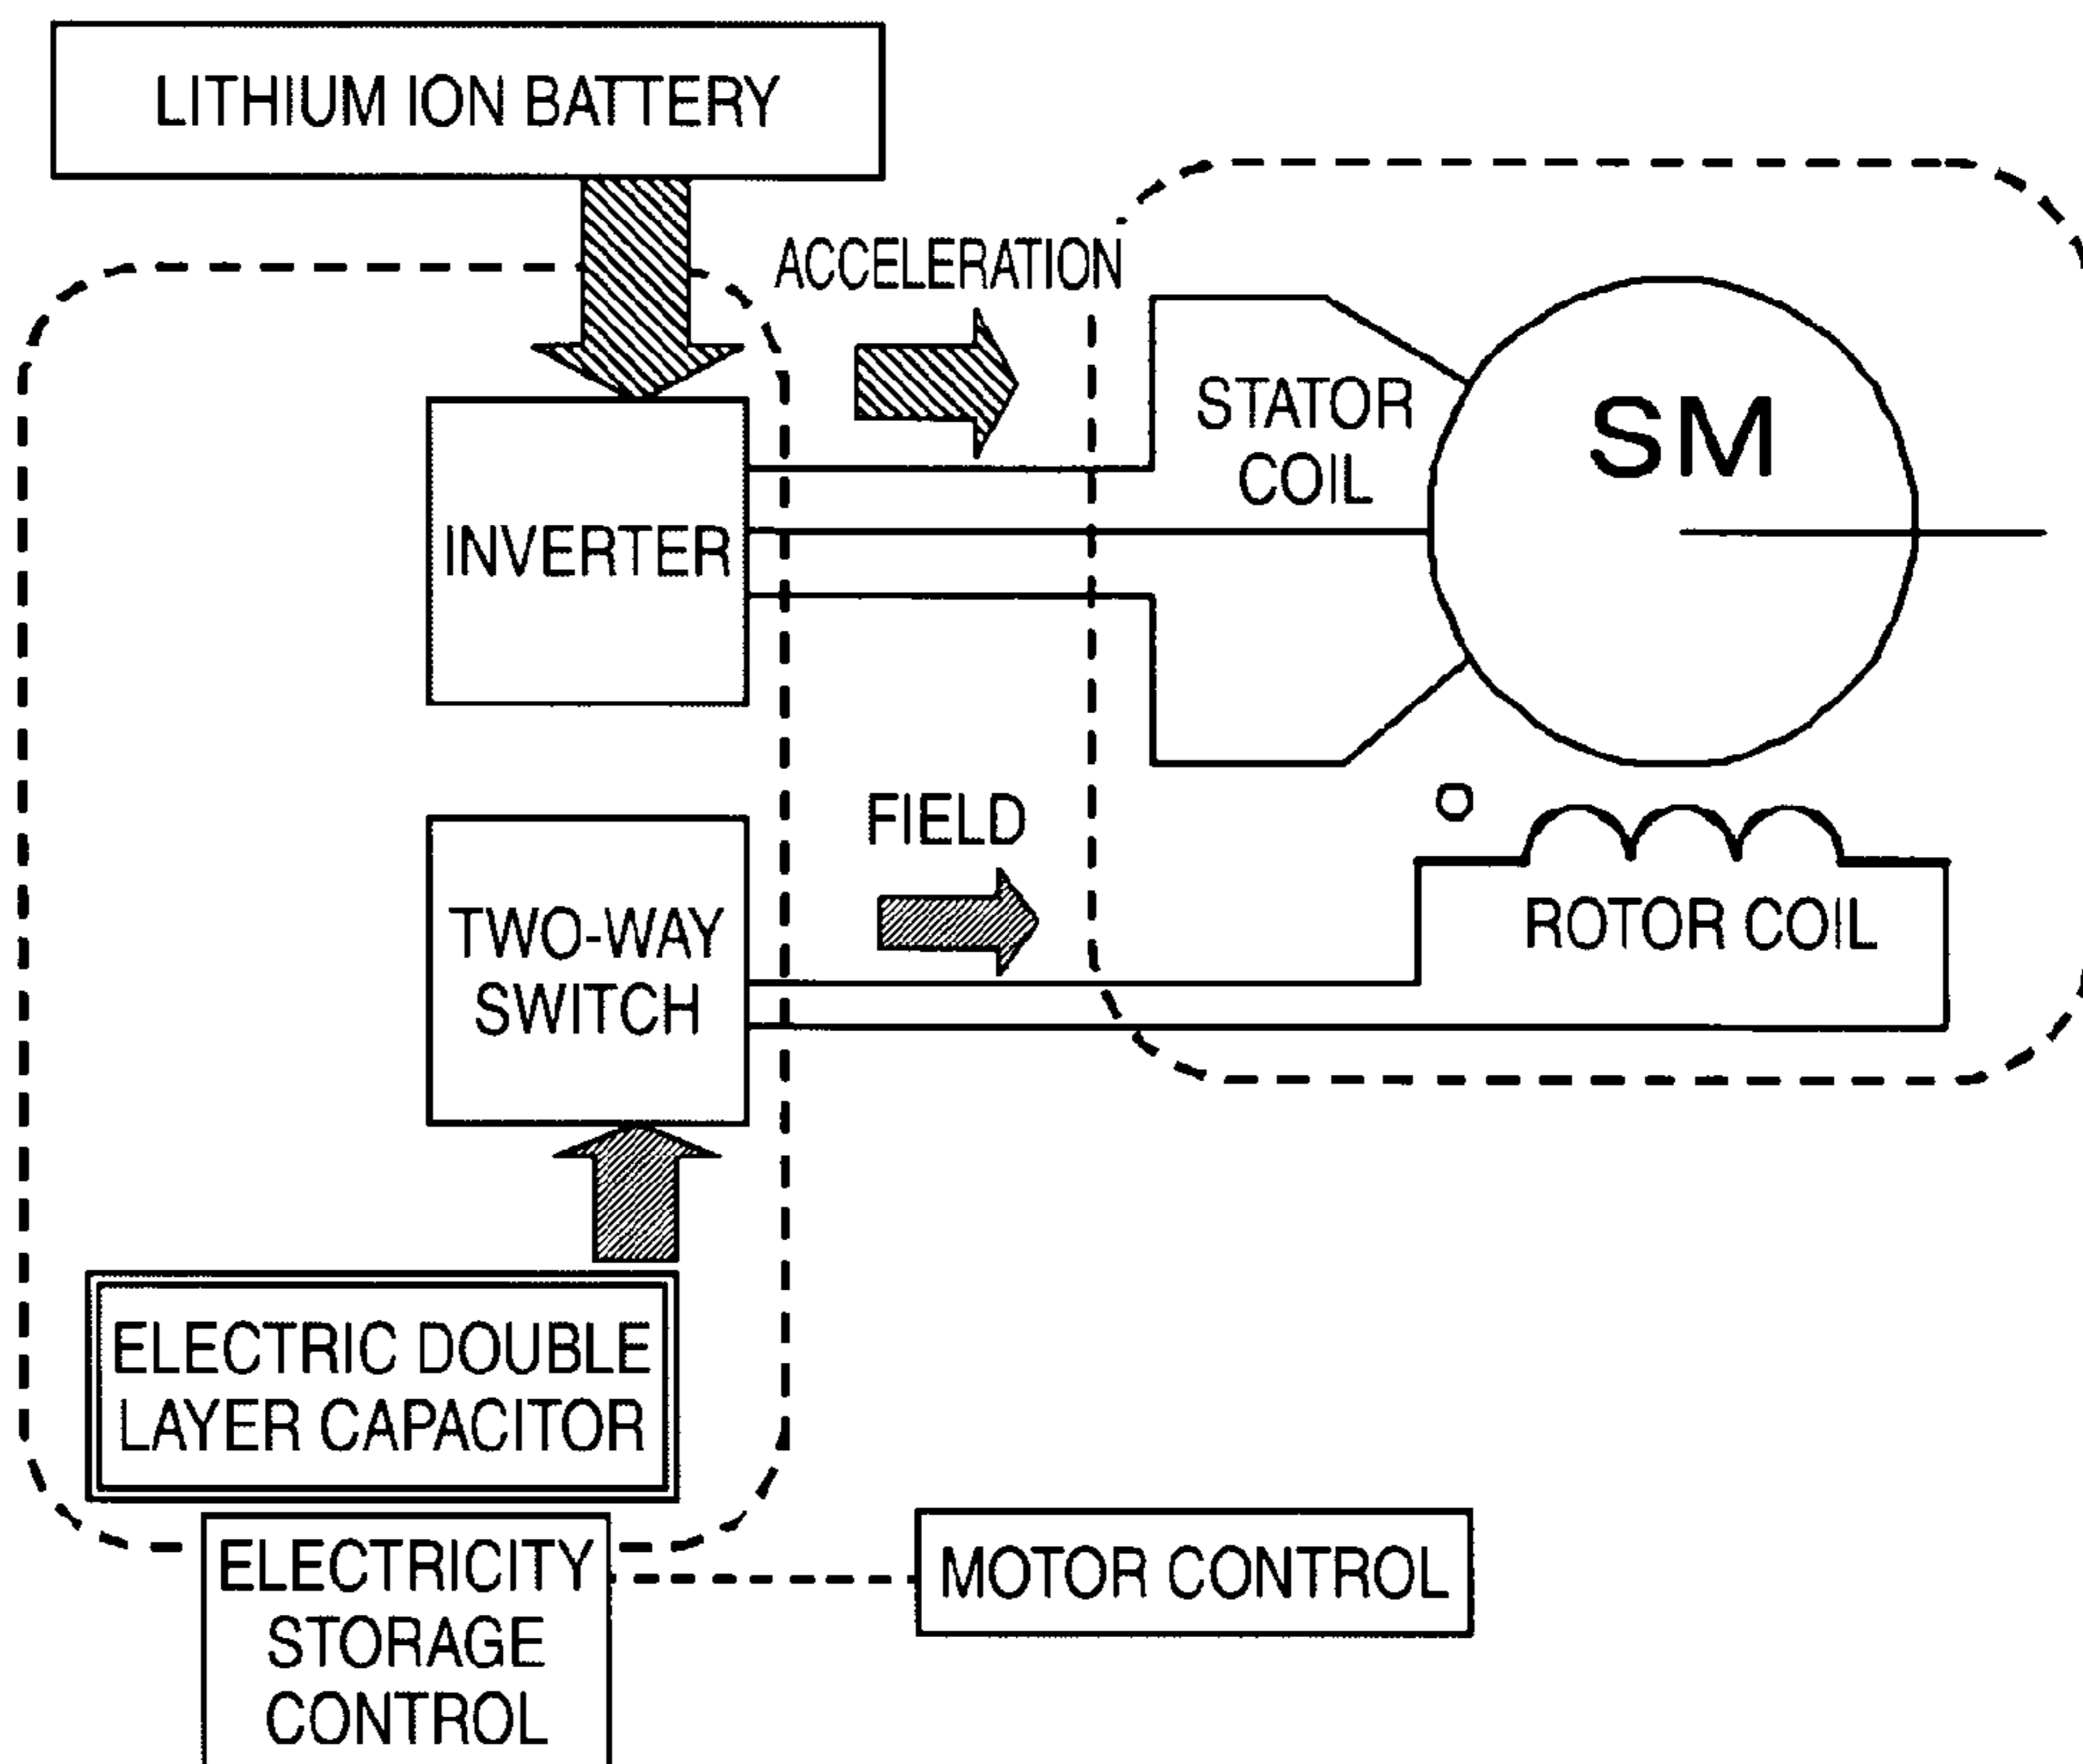 LITHIUM ION BATTERY
ACCELERATION
STATOR
COIL
SM
INVERTER
FIELD
TWO-WAY
SWITCH
ROTOR COIL
ELECTRIC DOUBLE
LAYER CAPACITOR
ELECTRICITY
STORAGE
CONTROL
MOTOR CONTROL